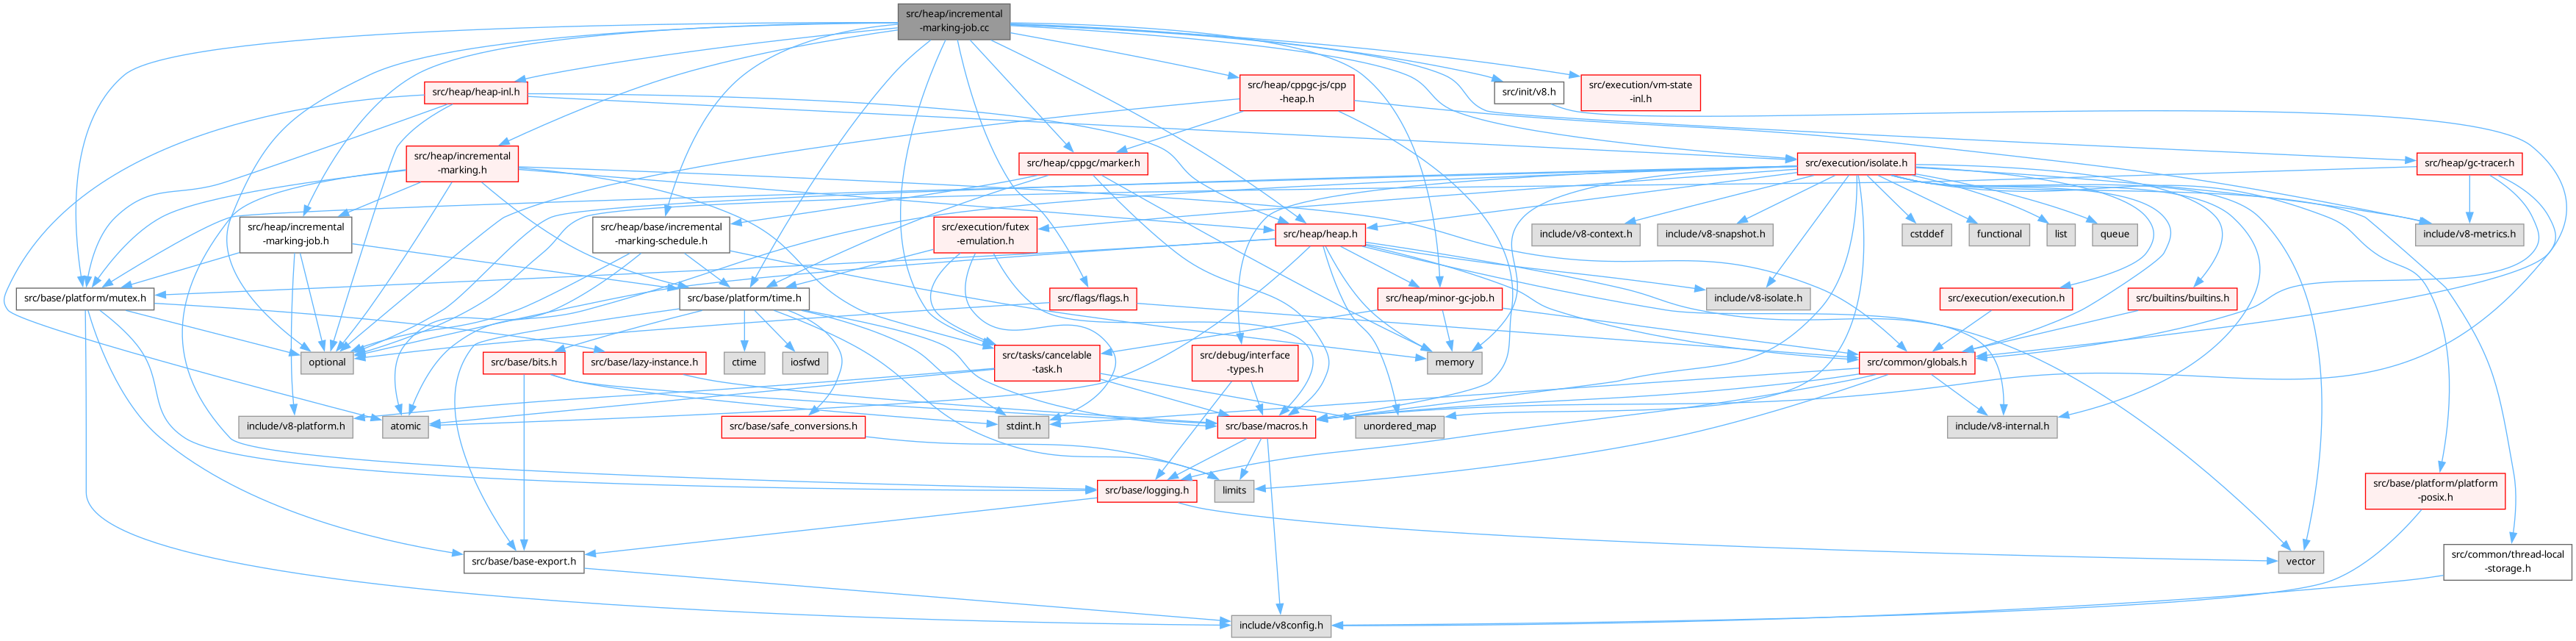 src/heap/incremental
-marking-job.cc
src/heap/heap-inl.h
src/heap/cppgc-js/cpp
-heap.h
src/init/v8.h
src/execution/vm-state
-inl.h
src/heap/incremental
-marking.h
src/heap/cppgc/marker.h
src/execution/isolate.h
src/heap/gc-tracer.h
src/heap/incremental
-marking-job.h
src/heap/base/incremental
-marking-schedule.h
src/execution/futex
-emulation.h
src/heap/heap.h
include/v8-context.h
include/v8-snapshot.h
cstddef
functional
list
queue
include/v8-metrics.h
src/base/platform/mutex.h
src/base/platform/time.h
src/flags/flags.h
src/heap/minor-gc-job.h
include/v8-isolate.h
src/execution/execution.h
src/builtins/builtins.h
optional
src/base/bits.h
src/base/lazy-instance.h
ctime
iosfwd
src/tasks/cancelable
-task.h
src/debug/interface
-types.h
memory
src/common/globals.h
include/v8-platform.h
atomic
src/base/safe_conversions.h
stdint.h
src/base/macros.h
unordered_map
include/v8-internal.h
src/base/logging.h
limits
src/base/platform/platform
-posix.h
src/base/base-export.h
vector
src/common/thread-local
-storage.h
include/v8config.h